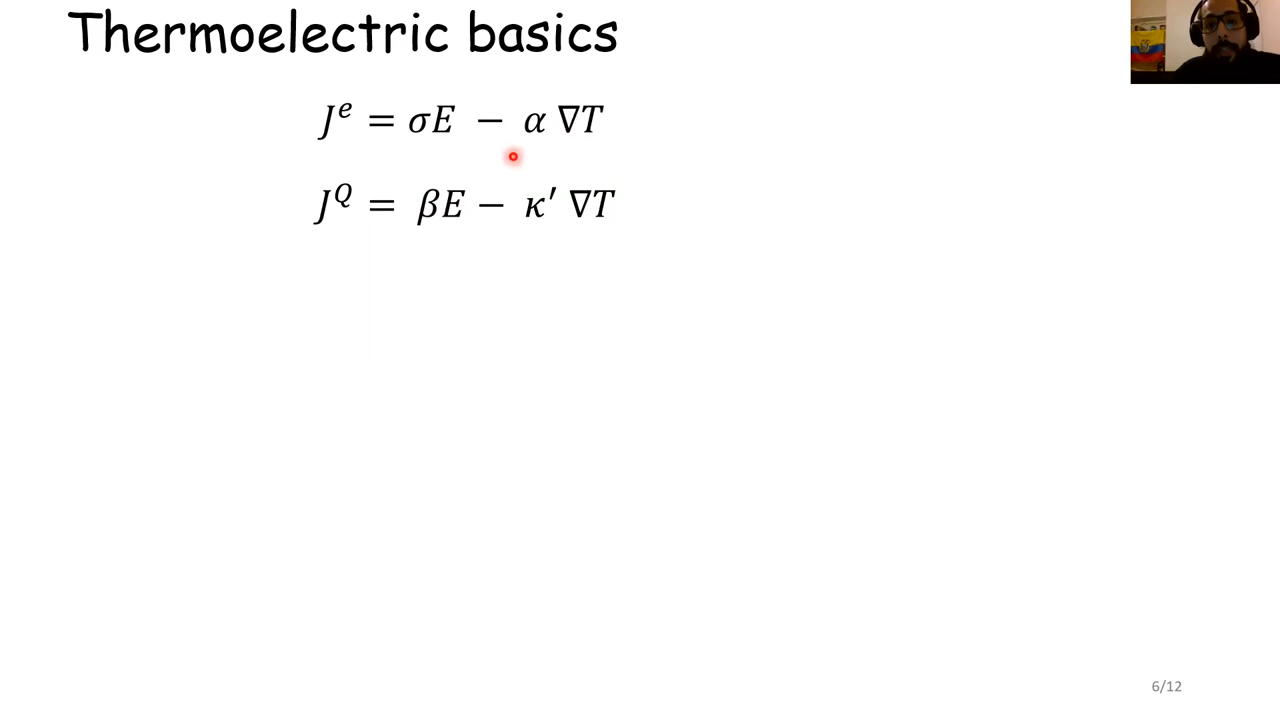 Thermoelectric basics
J^e = σE − α ∇T
J^Q = βE − κ′ ∇T
6/12